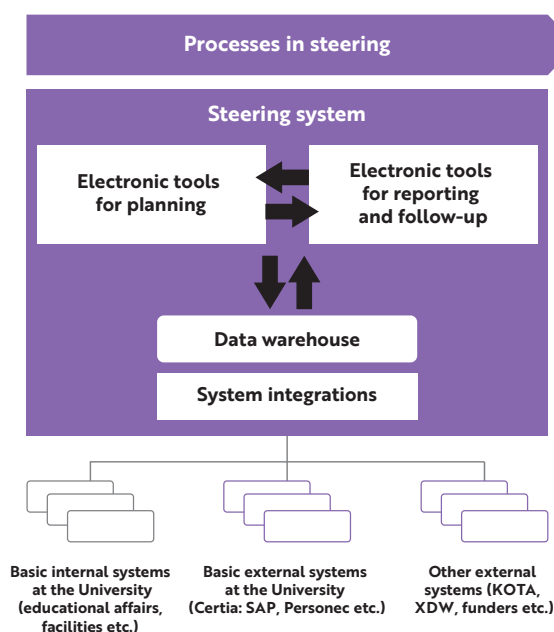 Processes in steering
Steering system
Electronic tools
for planning
Electronic tools
for reporting
and follow-up
Data warehouse
System integrations
Basic internal systems
at the University
(educational affairs,
facilities etc.)
Basic external systems
at the University
(Certia: SAP, Personec etc.)
Other external
systems (KOTA,
XDW, funders etc.)